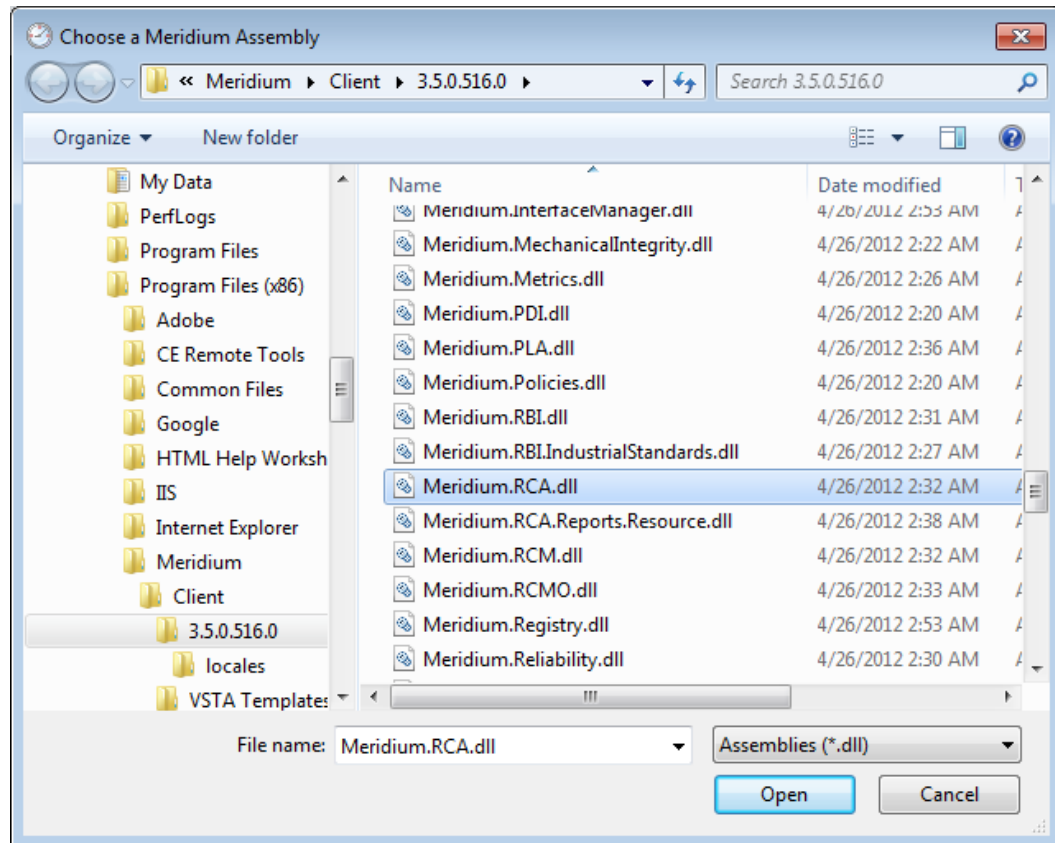 Choose a Meridium Assembly
« Meridium Client 3.5.0.516.0
Search 3.5.0.516.0
Organize New folder
My Data
PerfLogs
Program Files
Program Files (x86)
Adobe
CE Remote Tools
Common Files
Google
HTML Help Worksh
IIS
Internet Explorer
Meridium
Client
3.5.0.516.0
locales
VSTA Templates
Name Date modified T
Meridium.InterfaceManager.dll 4/26/2012 2:53 AM A
Meridium.MechanicalIntegrity.dll 4/26/2012 2:22 AM A
Meridium.Metrics.dll 4/26/2012 2:26 AM A
Meridium.PDI.dll 4/26/2012 2:20 AM A
Meridium.PLA.dll 4/26/2012 2:36 AM A
Meridium.Policies.dll 4/26/2012 2:20 AM A
Meridium.RBI.dll 4/26/2012 2:31 AM A
Meridium.RBI.IndustrialStandards.dll 4/26/2012 2:27 AM A
Meridium.RCA.dll 4/26/2012 2:32 AM A
Meridium.RCA.Reports.Resource.dll 4/26/2012 2:38 AM A
Meridium.RCM.dll 4/26/2012 2:32 AM A
Meridium.RCMO.dll 4/26/2012 2:33 AM A
Meridium.Registry.dll 4/26/2012 2:53 AM A
Meridium.Reliability.dll 4/26/2012 2:30 AM A
File name: Meridium.RCA.dll Assemblies (*.dll)
Open Cancel